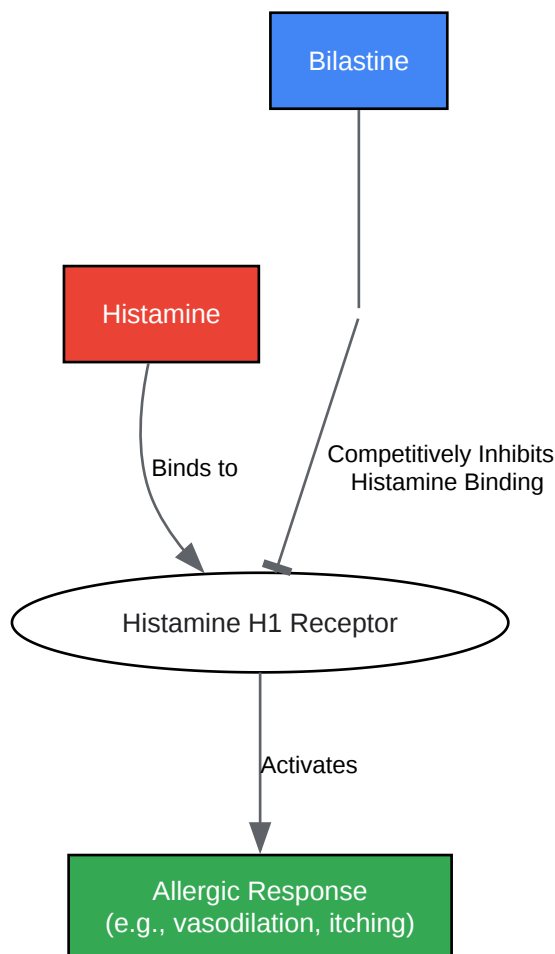 Bilastine
Histamine
Binds to
Competitively Inhibits
Histamine Binding
Histamine H1 Receptor
Activates
Allergic Response
(e.g., vasodilation, itching)